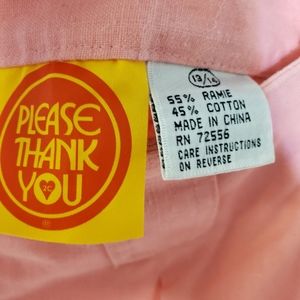 PLEASE
THANK
YOU
2C
®
13/14
55% RAMIE
45% COTTON
MADE IN CHINA
RN 72556
CARE INSTRUCTIONS
ON REVERSE